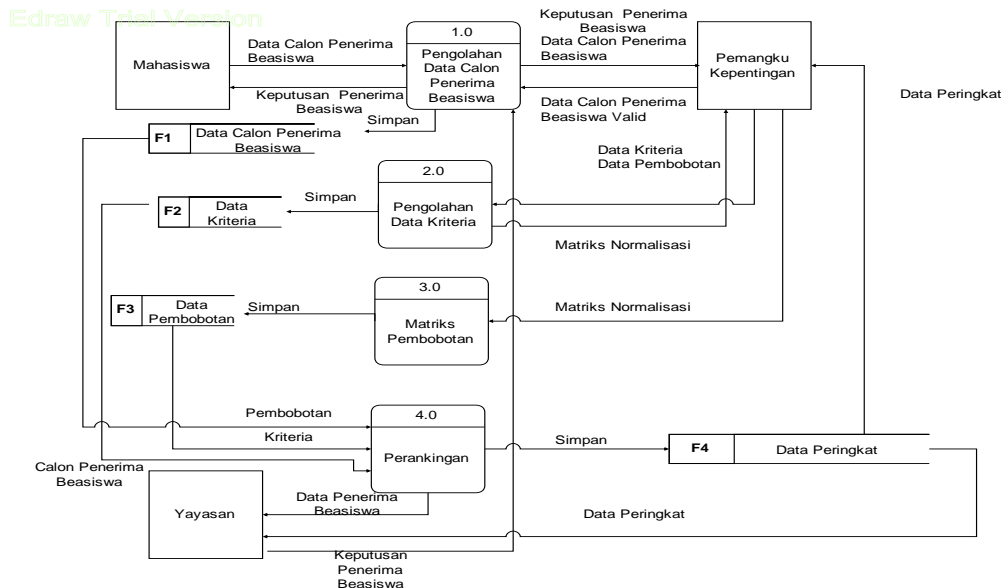 Edraw Trial Version
Mahasiswa
Data Calon Penerima
Beasiswa
Keputusan Penerima
Beasiswa
1.0
Pengolahan
Data Calon
Penerima
Beasiswa
Keputusan Penerima
Beasiswa
Data Calon Penerima
Beasiswa
Data Calon Penerima
Beasiswa Valid
Pemangku
Kepentingan
Data Peringkat
Simpan
F1
Data Calon Penerima
Beasiswa
Data Kriteria
Data Pembobotan
2.0
Pengolahan
Data Kriteria
Simpan
F2
Data
Kriteria
Matriks Normalisasi
3.0
Matriks
Pembobotan
Simpan
F3
Data
Pembobotan
Matriks Normalisasi
Pembobotan
Kriteria
Calon Penerima
Beasiswa
4.0
Perankingan
Simpan
F4
Data Peringkat
Yayasan
Data Penerima
Beasiswa
Data Peringkat
Keputusan
Penerima
Beasiswa